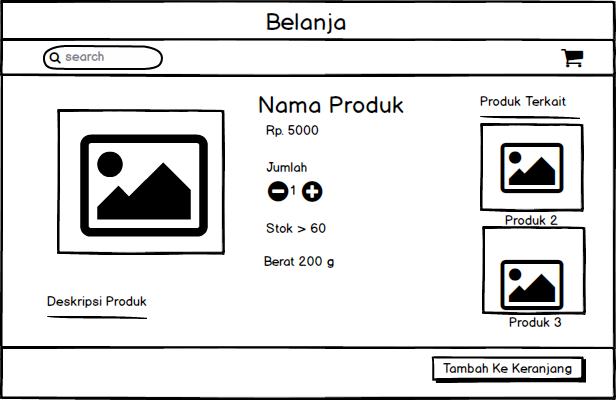 Belanja
search
Nama Produk
Rp. 5000
Jumlah
1
Stok > 60
Berat 200 g
Deskripsi Produk
Produk Terkait
Produk 2
Produk 3
Tambah Ke Keranjang